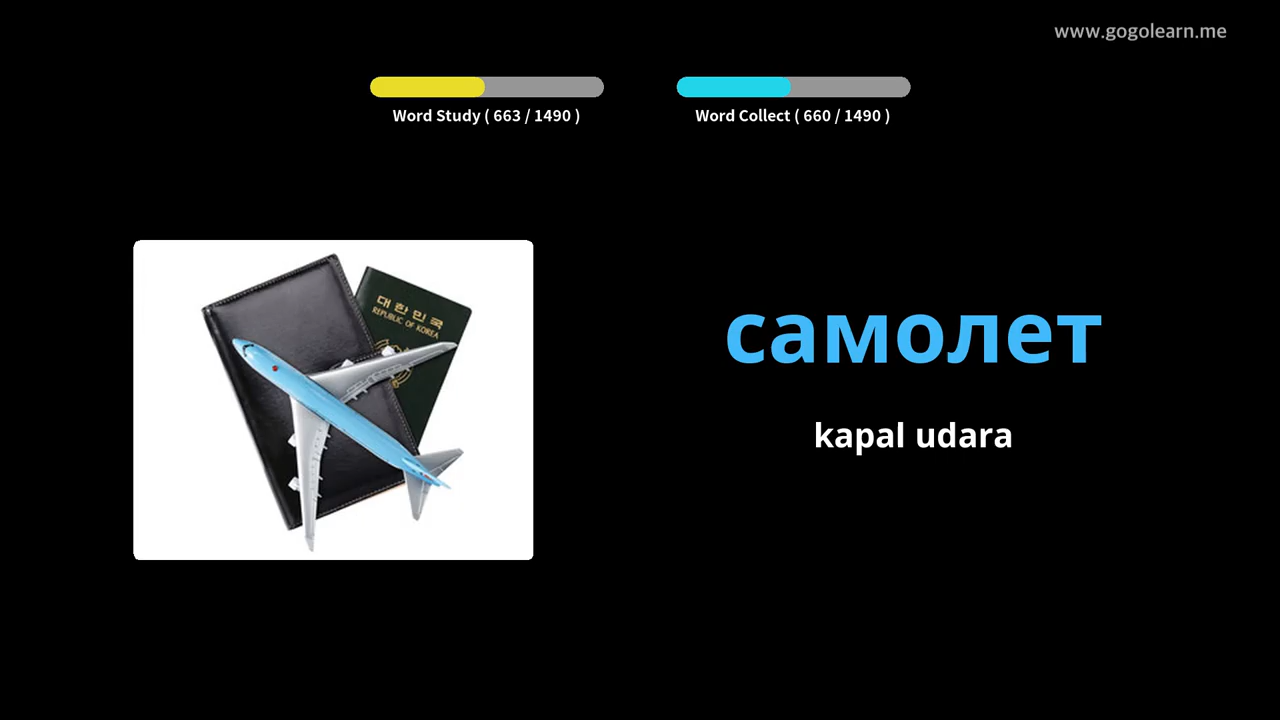 www.gogolearn.me
Word Study ( 663 / 1490 )
Word Collect ( 660 / 1490 )
대한민국
REPUBLIC OF KOREA
самолет
kapal udara